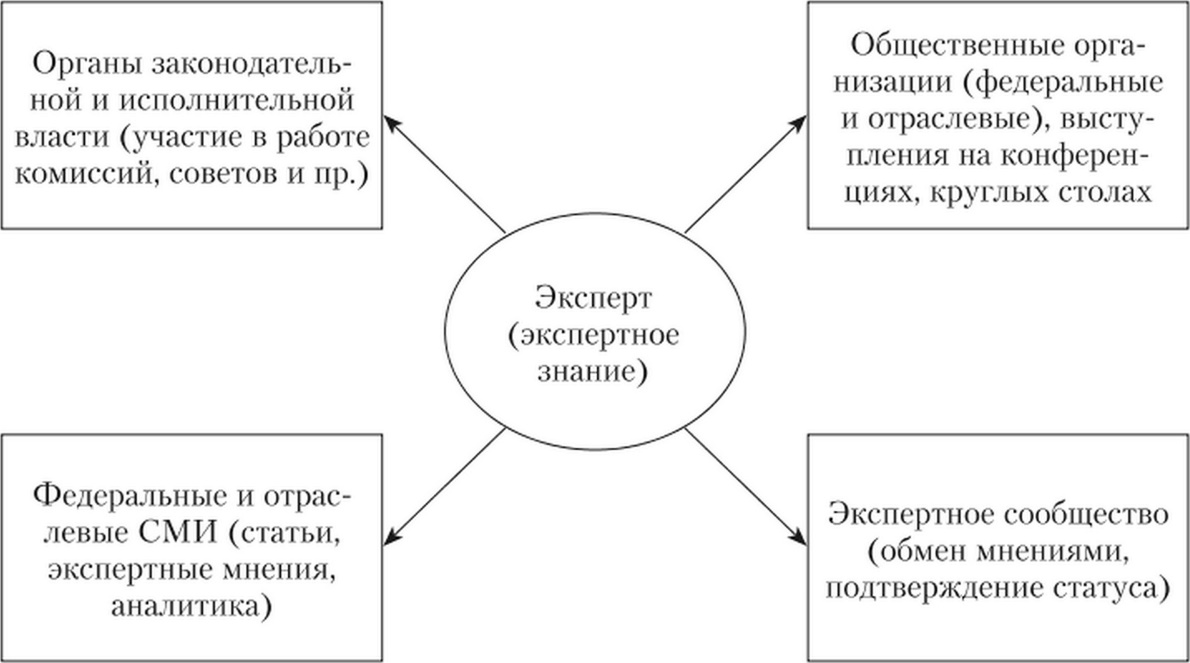 Органы законодатель-
ной и исполнительной
власти (участие в работе
комиссий, советов и пр.)
Общественные орга-
низации (федеральные
и отраслевые), высту-
пления на конферен-
циях, круглых столах
Эксперт
(экспертное
знание)
Федеральные и отрас-
левые СМИ (статьи,
экспертные мнения,
аналитика)
Экспертное сообщество
(обмен мнениями,
подтверждение статуса)